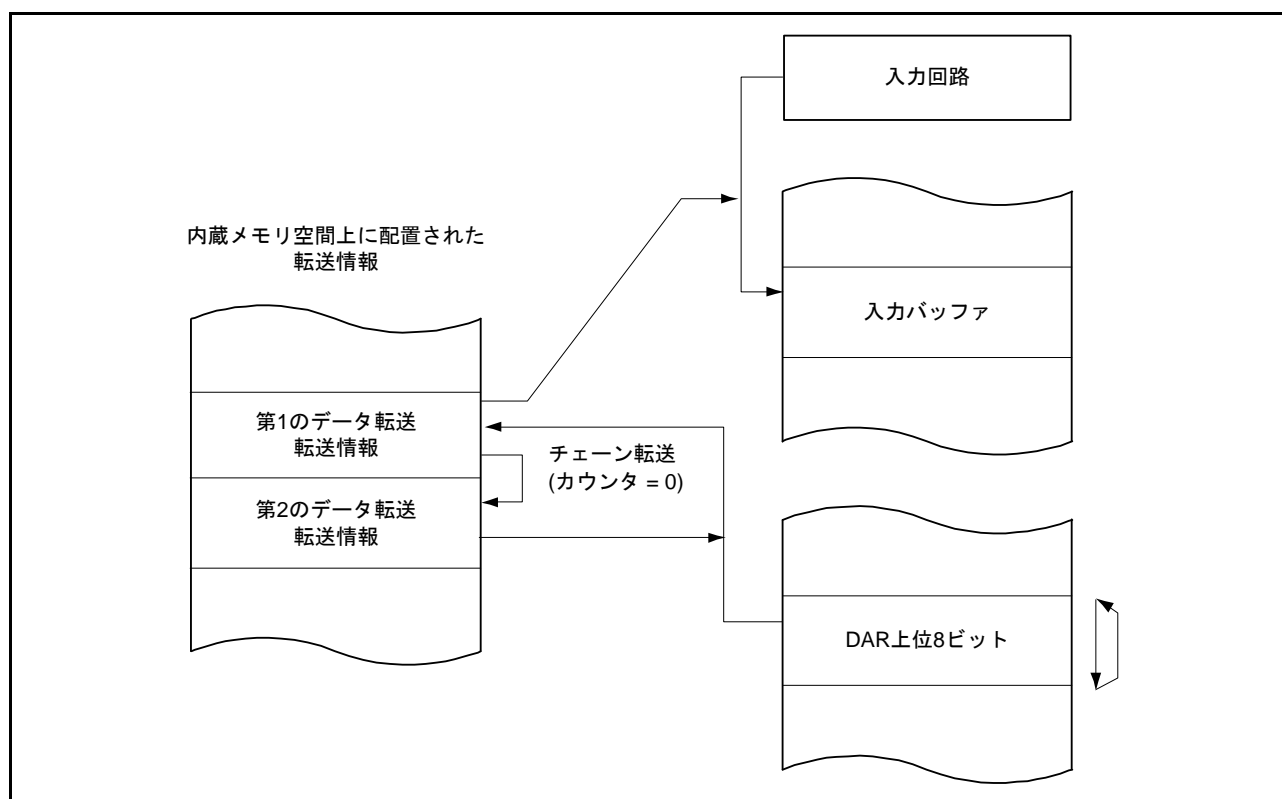 入力回路
内蔵メモリ空間上に配置された
転送情報
入力バッファ
第1のデータ転送
転送情報
チェーン転送
(カウンタ = 0)
第2のデータ転送
転送情報
DAR上位8ビット